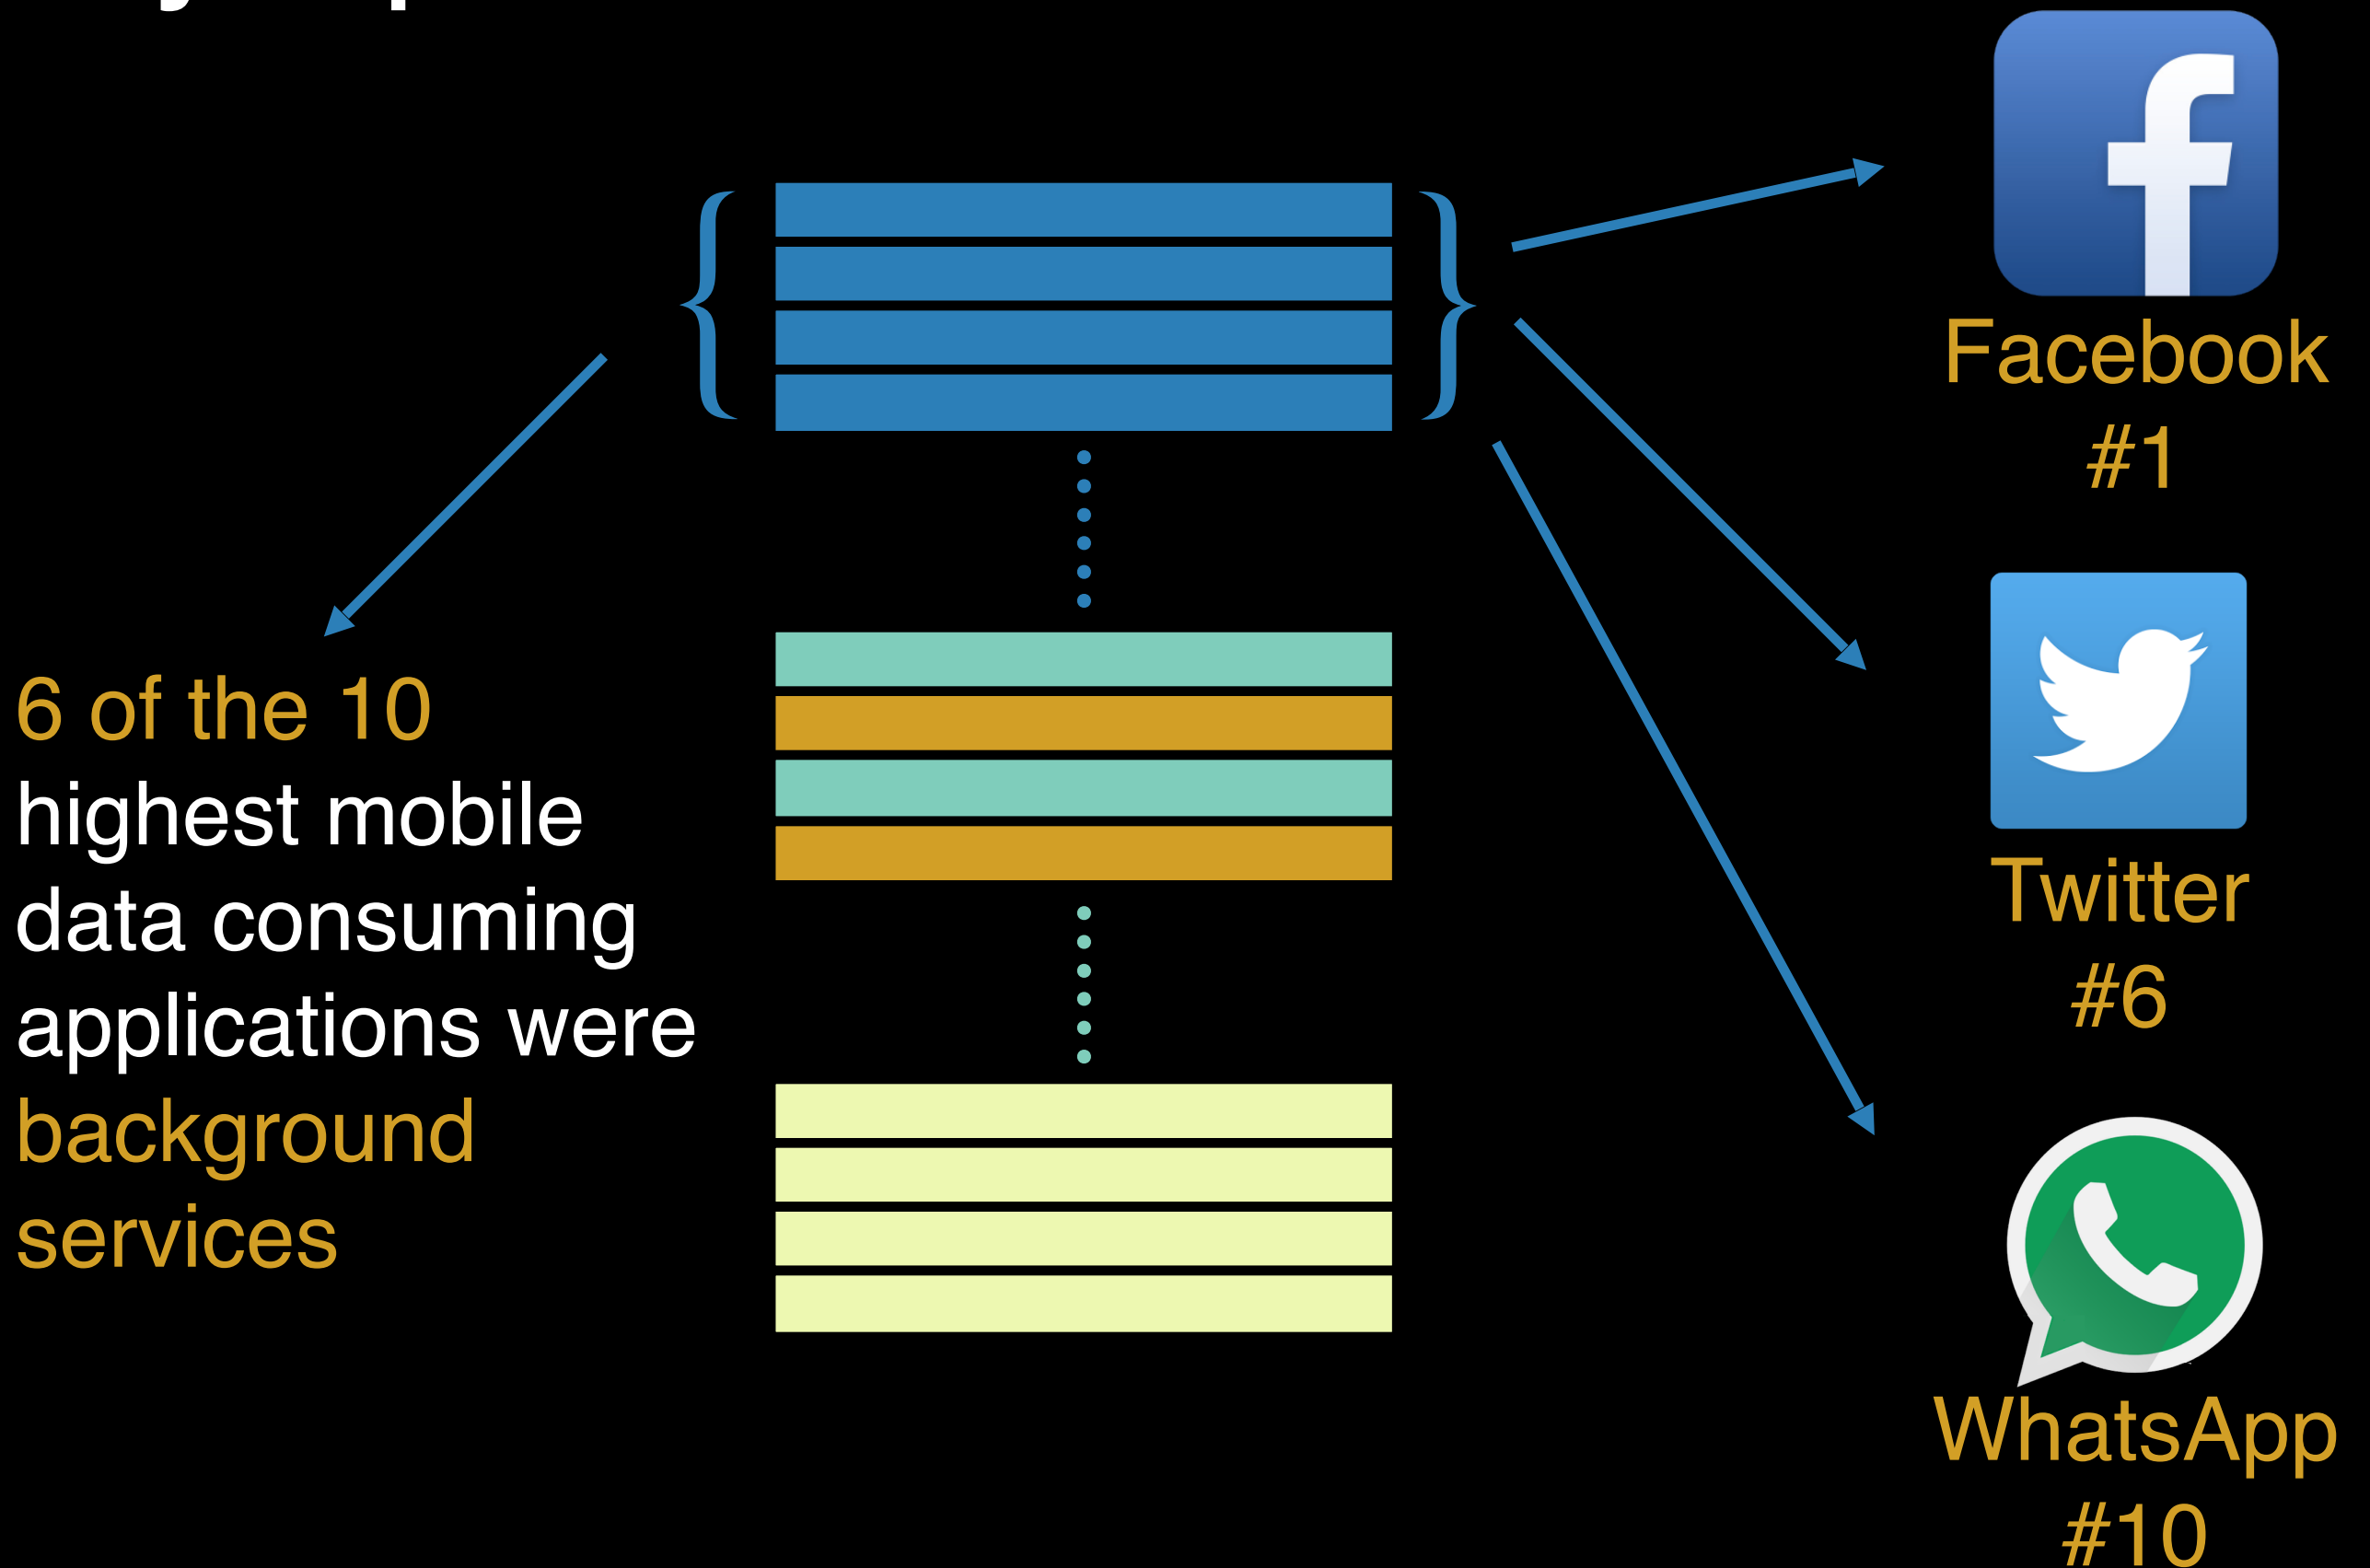 6 of the 10
highest mobile
data consuming
applications were
background
services
Facebook
#1
Twitter
#6
WhatsApp
#10